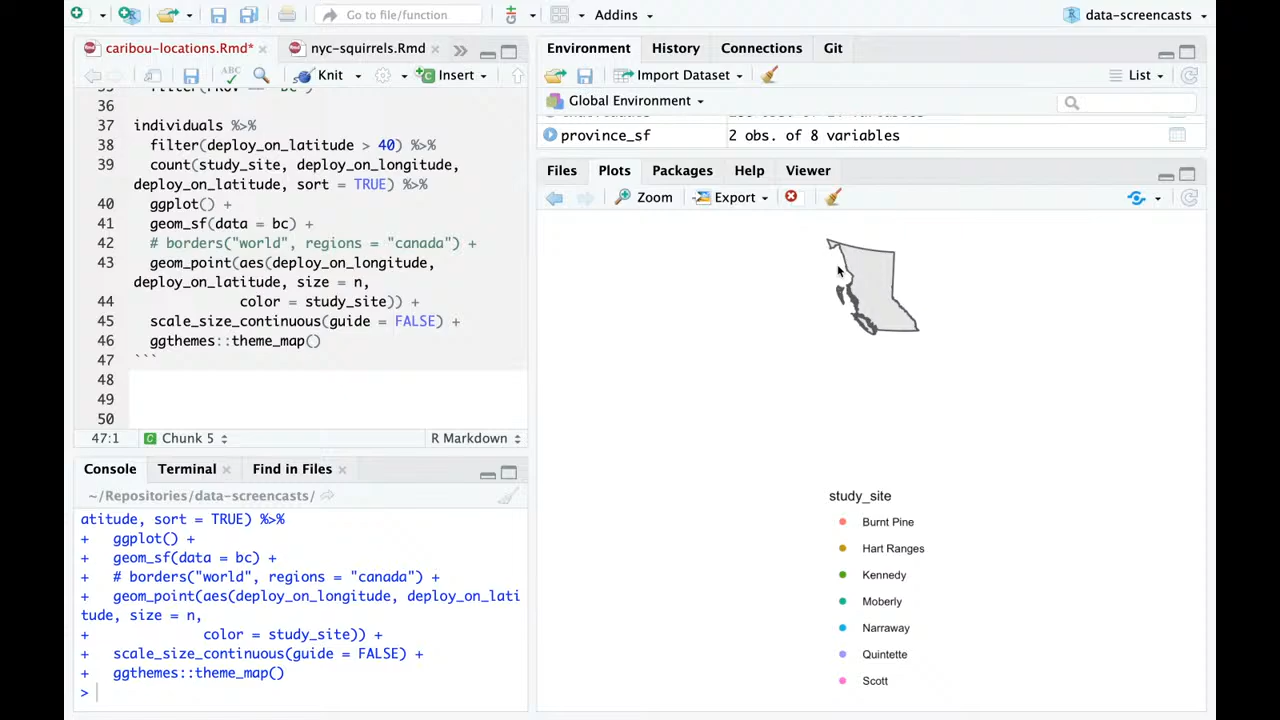 Go to file/function
Addins
data-screencasts
caribou-locations.Rmd*
nyc-squirrels.Rmd
Knit
Insert
36
37 individuals %>%
38 filter(deploy_on_latitude > 40) %>%
39 count(study_site, deploy_on_longitude,
deploy_on_latitude, sort = TRUE) %>%
40 ggplot() +
41 geom_sf(data = bc) +
42 # borders("world", regions = "canada") +
43 geom_point(aes(deploy_on_longitude,
deploy_on_latitude, size = n,
44 color = study_site)) +
45 scale_size_continuous(guide = FALSE) +
46 ggthemes::theme_map()
47 ```
48
49
50
47:1 Chunk 5 R Markdown
Console Terminal Find in Files
~/Repositories/data-screencasts/
atitude, sort = TRUE) %>%
+ ggplot() +
+ geom_sf(data = bc) +
+ # borders("world", regions = "canada") +
+ geom_point(aes(deploy_on_longitude, deploy_on_lati
tude, size = n,
+ color = study_site)) +
+ scale_size_continuous(guide = FALSE) +
+ ggthemes::theme_map()
>
Environment History Connections Git
Import Dataset List
Global Environment
province_sf 2 obs. of 8 variables
Files Plots Packages Help Viewer
Zoom Export
study_site
Burnt Pine
Hart Ranges
Kennedy
Moberly
Narraway
Quintette
Scott